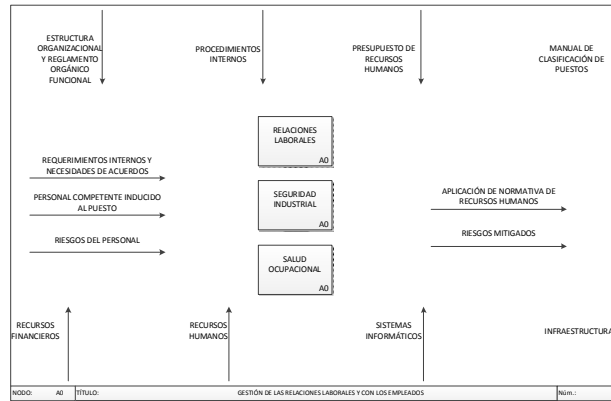 ESTRUCTURA
ORGANIZACIONAL
Y REGLAMENTO
ORGÁNICO
FUNCIONAL
PROCEDIMIENTOS
INTERNOS
PRESUPUESTO DE
RECURSOS
HUMANOS
MANUAL DE
CLASIFICACIÓN DE
PUESTOS
RELACIONES
LABORALES
A0
REQUERIMIENTOS INTERNOS Y
NECESIDADES DE ACUERDOS
PERSONAL COMPETENTE INDUCIDO
AL PUESTO
RIESGOS DEL PERSONAL
SEGURIDAD
INDUSTRIAL
A0
SALUD
OCUPACIONAL
A0
APLICACIÓN DE NORMATIVA DE
RECURSOS HUMANOS
RIESGOS MITIGADOS
RECURSOS
FINANCIEROS
RECURSOS
HUMANOS
SISTEMAS
INFORMÁTICOS
INFRAESTRUCTURA
NODO: A0 TÍTULO: GESTIÓN DE LAS RELACIONES LABORALES Y CON LOS EMPLEADOS Núm.: